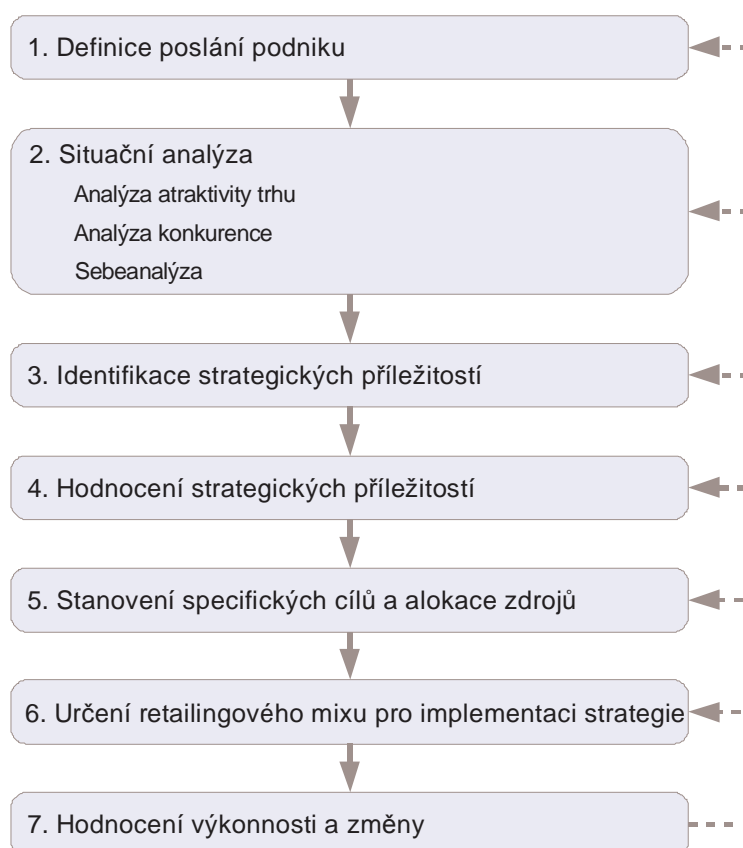 1. Definice poslání podniku
2. Situační analýza
Analýza atraktivity trhu
Analýza konkurence
Sebeanalýza
3. Identifikace strategických příležitostí
4. Hodnocení strategických příležitostí
5. Stanovení specifických cílů a alokace zdrojů
6. Určení retailingového mixu pro implementaci strategie
7. Hodnocení výkonnosti a změny